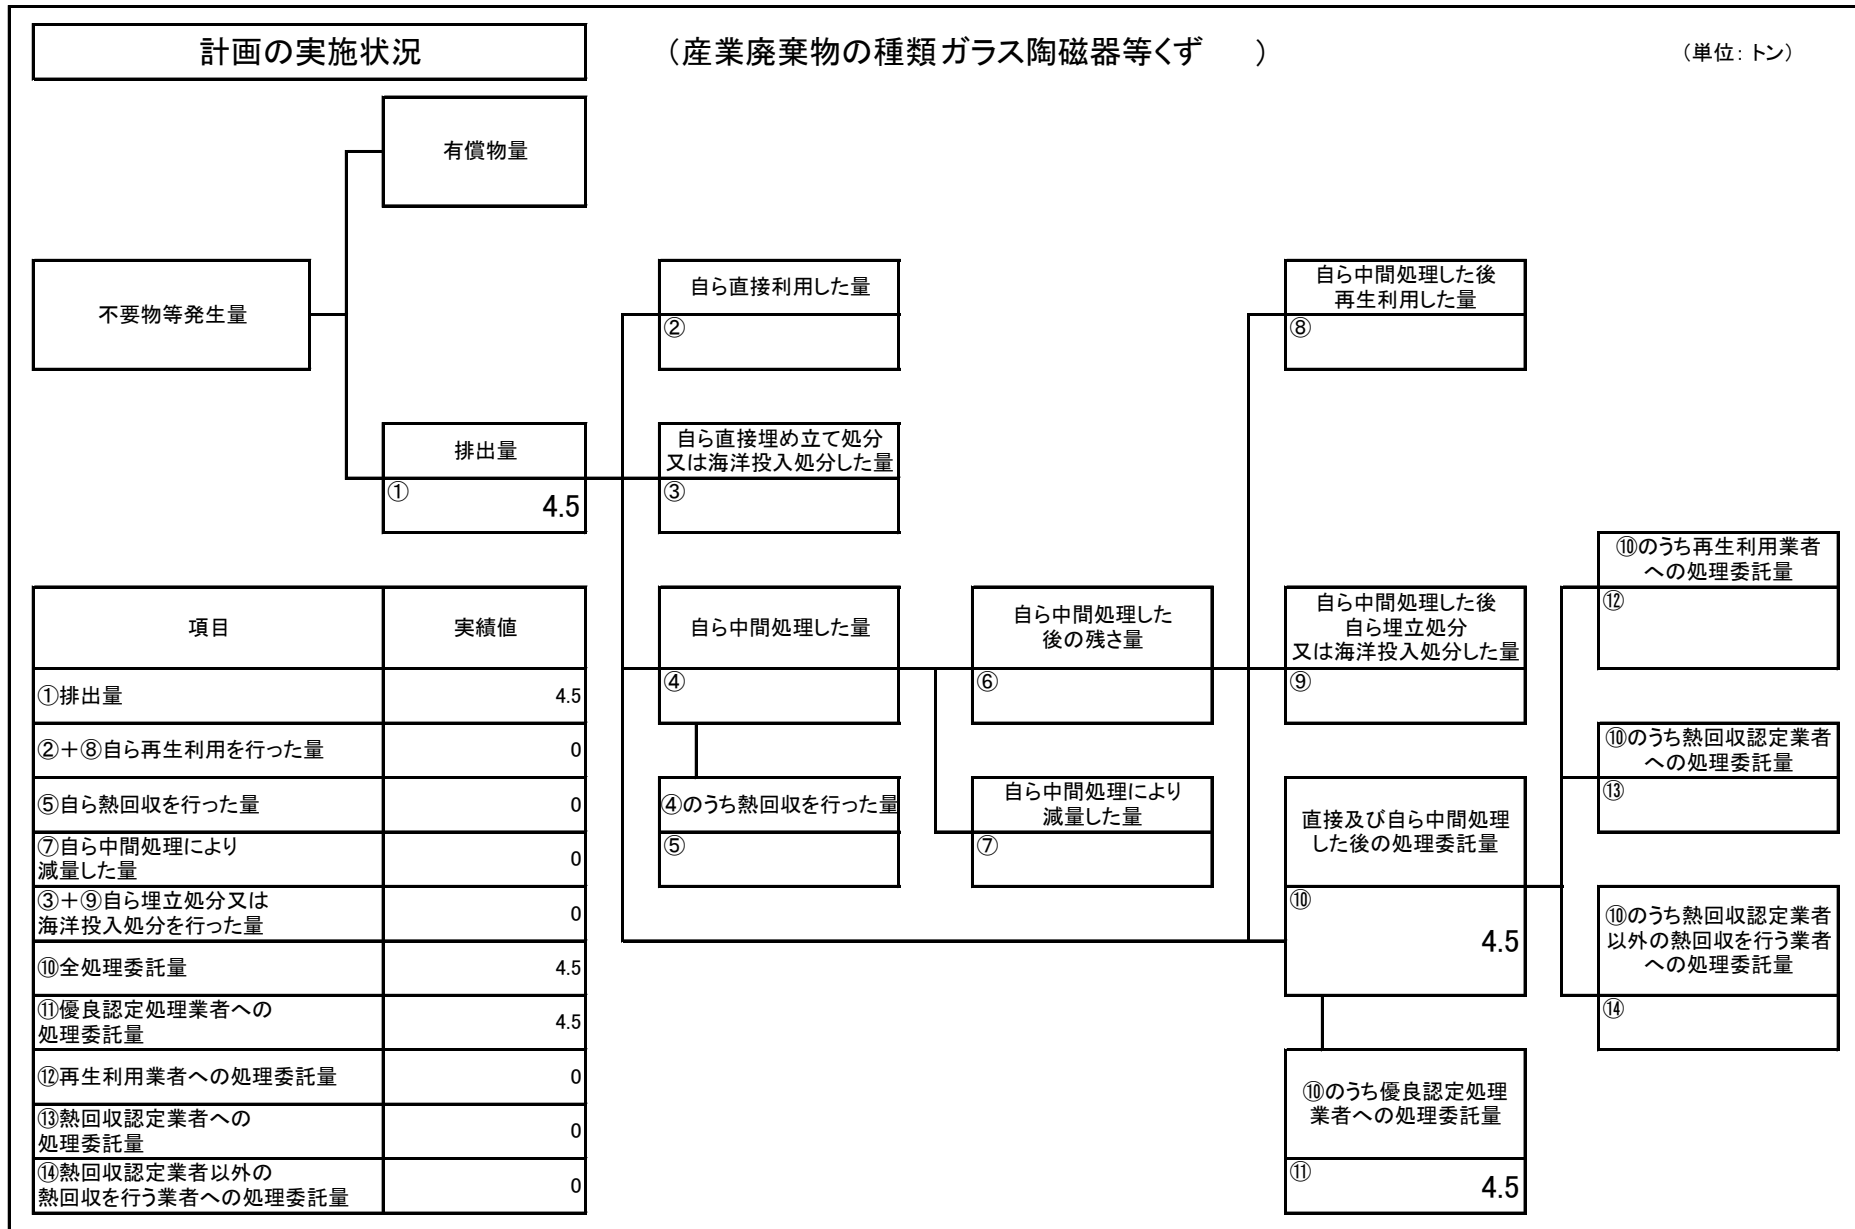 計画の実施状況
（産業廃棄物の種類ガラス陶磁器等くず　　）
（単位：トン）
有償物量
不要物等発生量
自ら直接利用した量
②
自ら中間処理した後
再生利用した量
⑧
排出量
①
4.5
自ら直接埋め立て処分
又は海洋投入処分した量
③
⑩のうち再生利用業者
への処理委託量
⑫
自ら中間処理した量
④
自ら中間処理した
後の残さ量
⑥
自ら中間処理した後
自ら埋立処分
又は海洋投入処分した量
⑨
⑩のうち熱回収認定業者
への処理委託量
⑬
④のうち熱回収を行った量
⑤
自ら中間処理により
減量した量
⑦
直接及び自ら中間処理
した後の処理委託量
⑩
4.5
⑩のうち熱回収認定業者
以外の熱回収を行う業者
への処理委託量
⑭
⑩のうち優良認定処理
業者への処理委託量
⑪
4.5
項目 実績値
①排出量 4.5
②＋⑧自ら再生利用を行った量 0
⑤自ら熱回収を行った量 0
⑦自ら中間処理により
減量した量 0
③＋⑨自ら埋立処分又は
海洋投入処分を行った量 0
⑩全処理委託量 4.5
⑪優良認定処理業者への
処理委託量 4.5
⑫再生利用業者への処理委託量 0
⑬熱回収認定業者への
処理委託量 0
⑭熱回収認定業者以外の
熱回収を行う業者への処理委託量 0